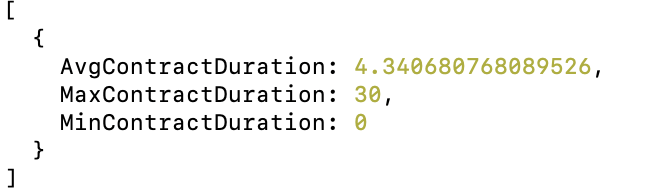 [
  {
    AvgContractDuration: 4.340680768089526,
    MaxContractDuration: 30,
    MinContractDuration: 0
  }
]